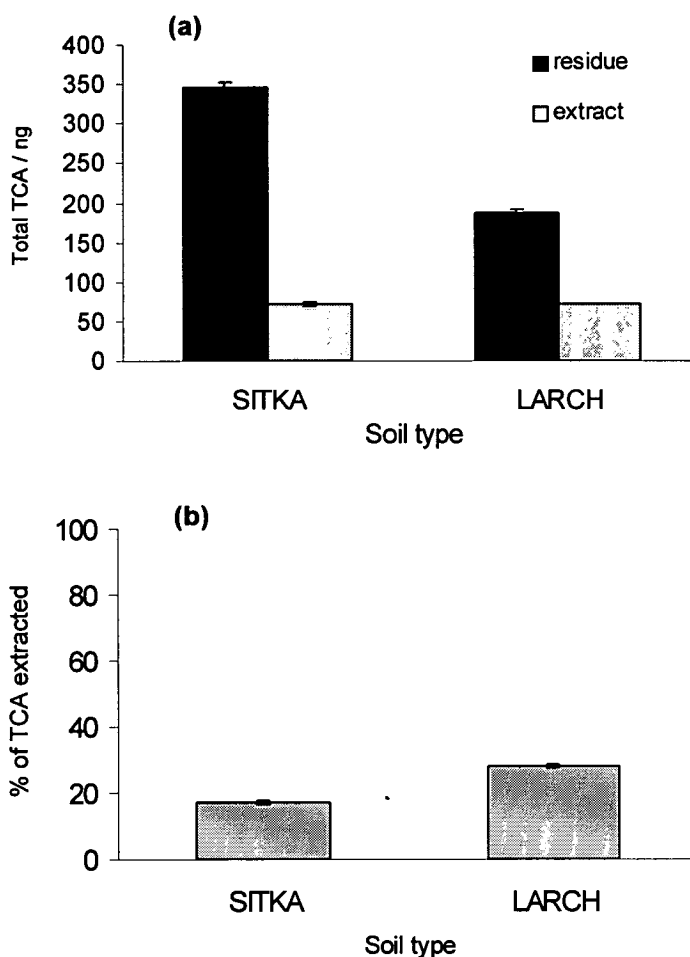 (a)
Total TCA / ng
400
350
300
250
200
150
100
50
0
residue
extract
SITKA LARCH
Soil type
(b)
% of TCA extracted
100
80
60
40
20
0
SITKA LARCH
Soil type